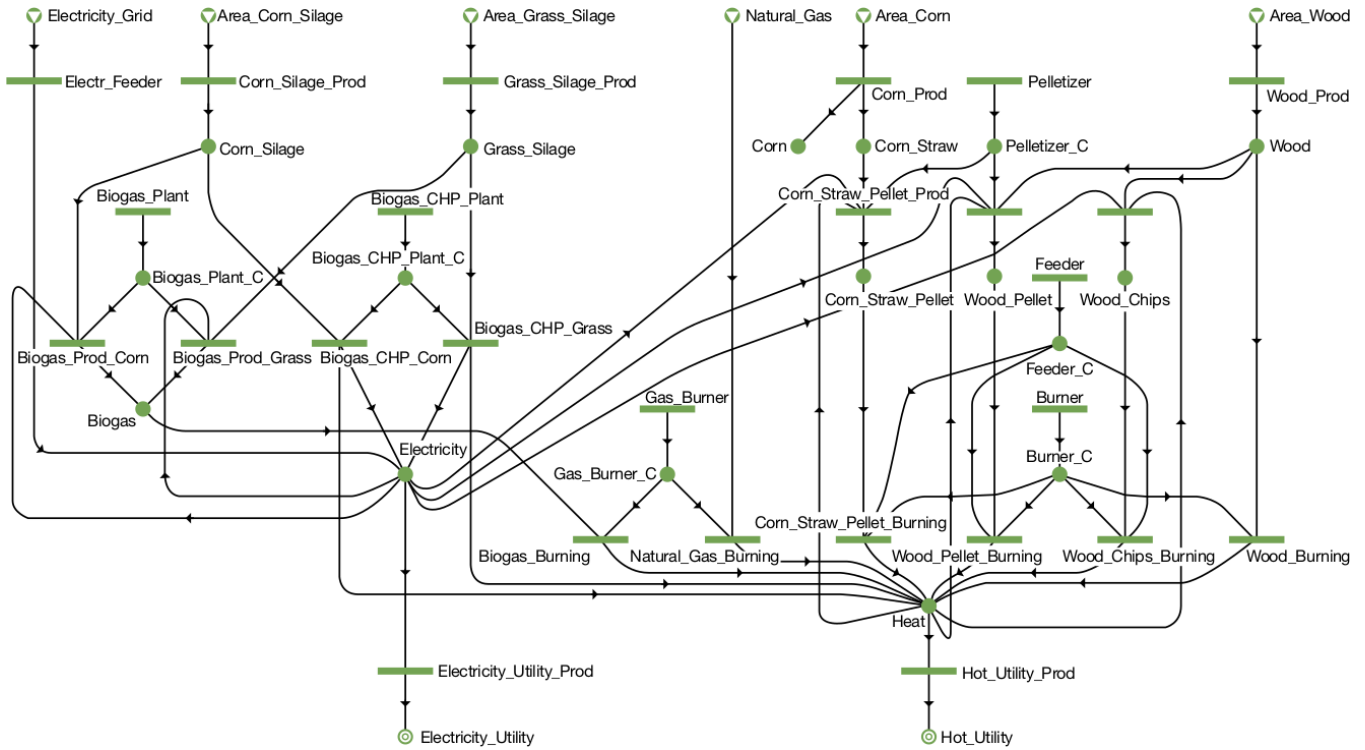 Electricity_Grid
Area_Corn_Silage
Area_Grass_Silage
Natural_Gas
Area_Corn
Area_Wood
Electr_Feeder
Corn_Silage_Prod
Grass_Silage_Prod
Corn_Prod
Pelletizer
Wood_Prod
Corn_Silage
Grass_Silage
Corn
Corn_Straw
Pelletizer_C
Wood
Biogas_Plant
Biogas_CHP_Plant
Corn_Straw_Pellet_Prod
Biogas_Plant_C
Biogas_CHP_Plant_C
Feeder
Corn_Straw_Pellet
Wood_Pellet
Wood_Chips
Biogas_Prod_Corn
Biogas_Prod_Grass
Biogas_CHP_Corn
Biogas_CHP_Grass
Feeder_C
Biogas
Gas_Burner
Burner
Electricity
Gas_Burner_C
Burner_C
Corn_Straw_Pellet_Burning
Biogas_Burning
Natural_Gas_Burning
Wood_Pellet_Burning
Wood_Chips_Burning
Wood_Burning
Heat
Electricity_Utility_Prod
Hot_Utility_Prod
Electricity_Utility
Hot_Utility